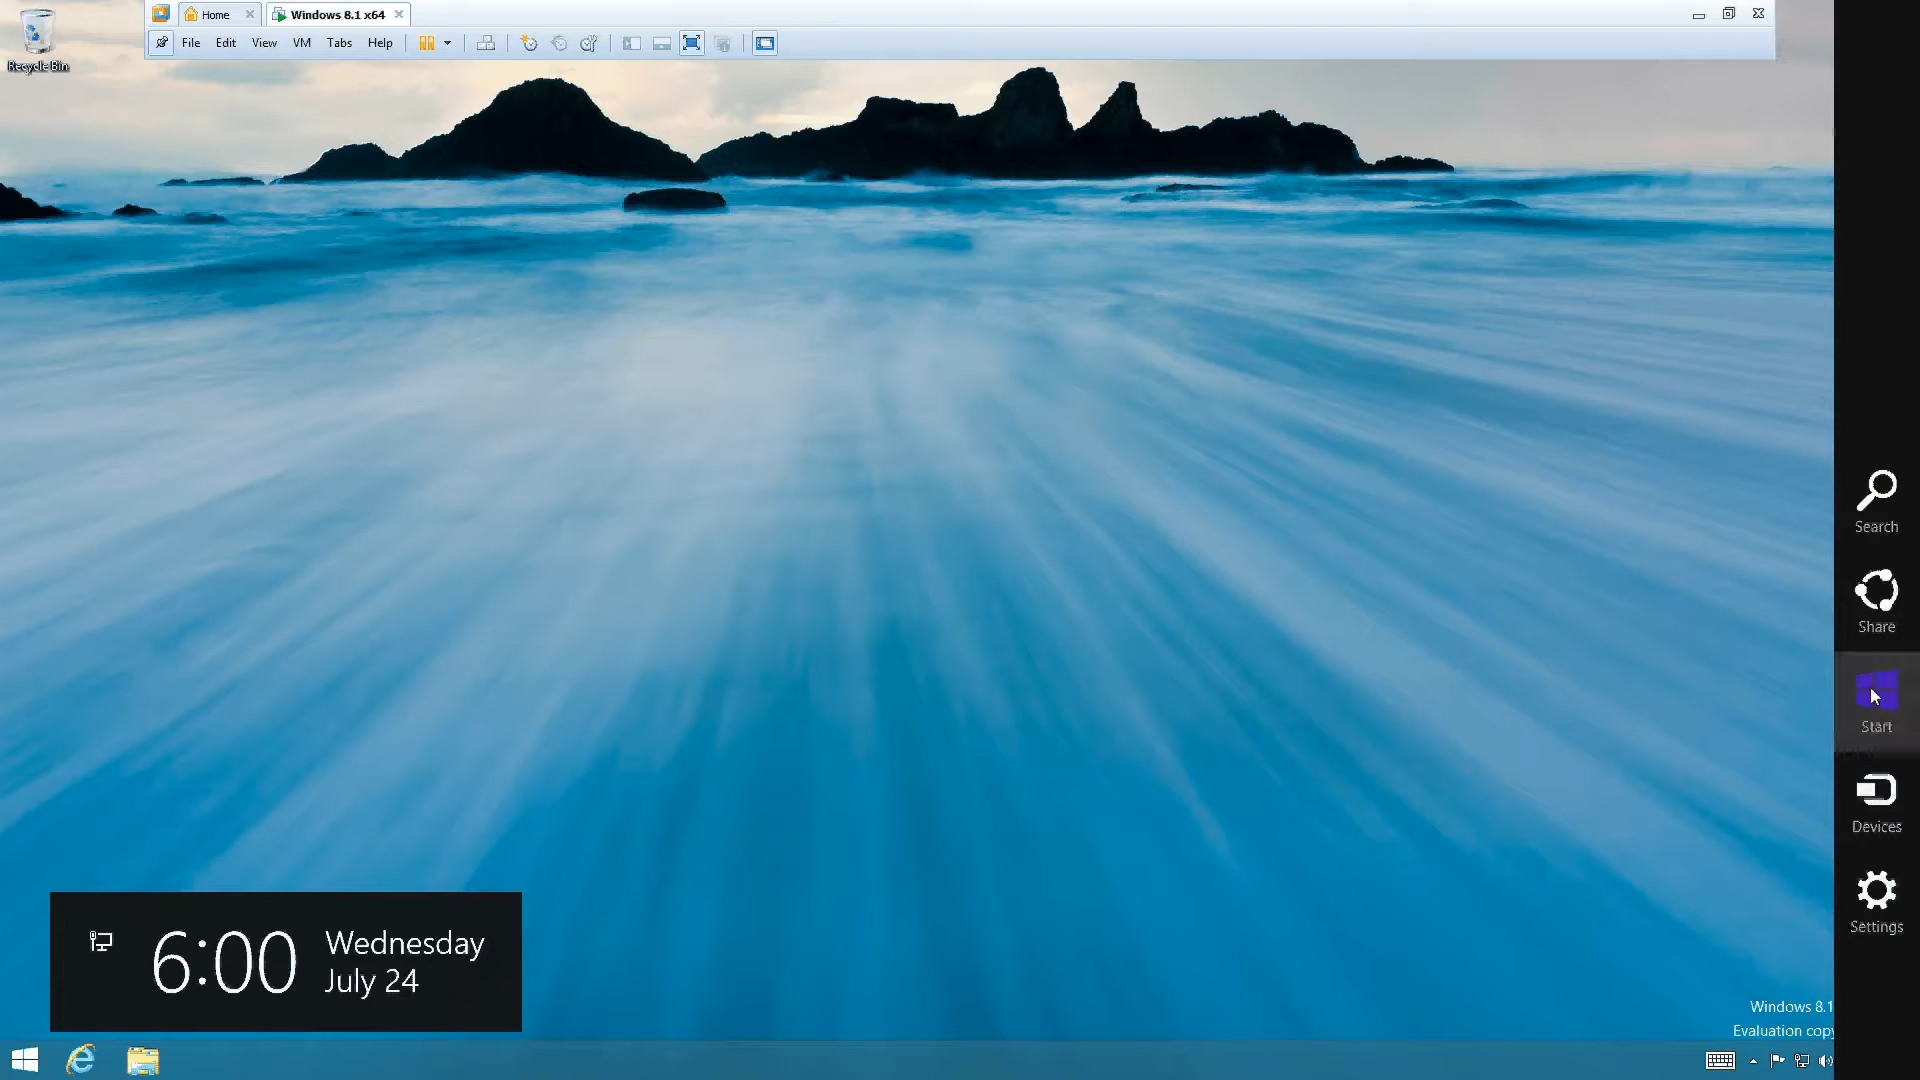 Home
Windows 8.1 x64
File Edit View VM Tabs Help
Recycle Bin
Search
Share
Start
Devices
Settings
6:00
Wednesday
July 24
Windows 8.1
Evaluation copy